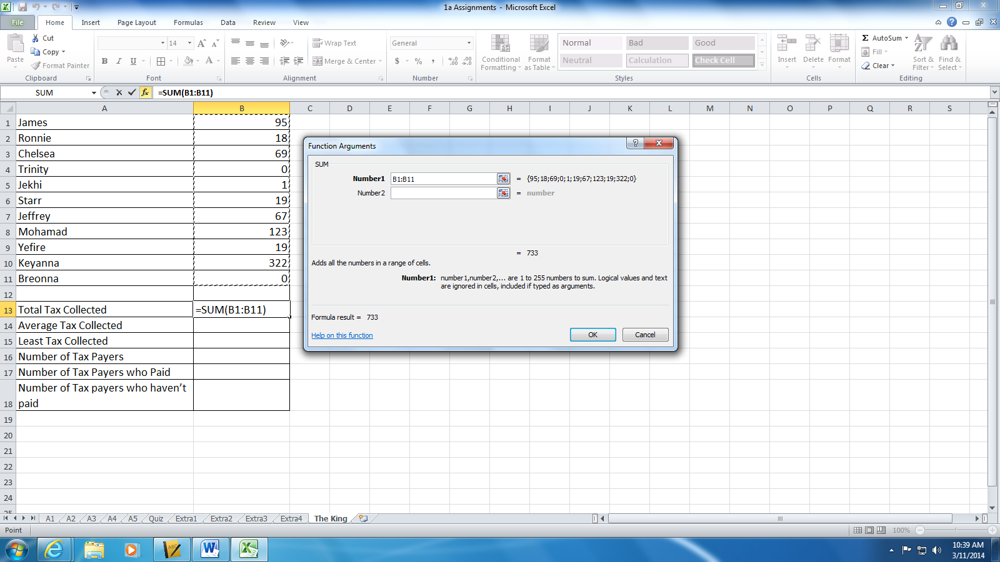 1a Assignments - Microsoft Excel
File Home Insert Page Layout Formulas Data Review View
Paste Cut Copy Format Painter
Clipboard
14 A A
B I U A
Font
Wrap Text
Merge & Center
Alignment
General
$ % , .00 .0
Number
Conditional Formatting
Format as Table
Normal Bad Good
Neutral Calculation Check Cell
Styles
Insert Delete Format
Cells
Σ AutoSum
Fill
Clear
Sort & Filter
Find & Select
Editing
SUM fx =SUM(B1:B11)
A B C D E F G H I J K L M N O P Q R S
1 James 95
2 Ronnie 18
3 Chelsea 69
4 Trinity 0
5 Jekhi 1
6 Starr 19
7 Jeffrey 67
8 Mohamad 123
9 Yefire 19
10 Keyanna 322
11 Breonna 0
12
13 Total Tax Collected =SUM(B1:B11)
14 Average Tax Collected
15 Least Tax Collected
16 Number of Tax Payers
17 Number of Tax Payers who Paid
Number of Tax payers who haven’t
18 paid
19
20
21
22
23
24
25
Function Arguments
SUM
Number1 B1:B11 = {95;18;69;0;1;19;67;123;19;322;0}
Number2 = number
= 733
Adds all the numbers in a range of cells.
Number1: number1,number2,... are 1 to 255 numbers to sum. Logical values and text
are ignored in cells, included if typed as arguments.
Formula result = 733
Help on this function
OK Cancel
A1 A2 A3 A4 A5 Quiz Extra1 Extra2 Extra3 Extra4 The King
Point 100%
10:39 AM
3/11/2014